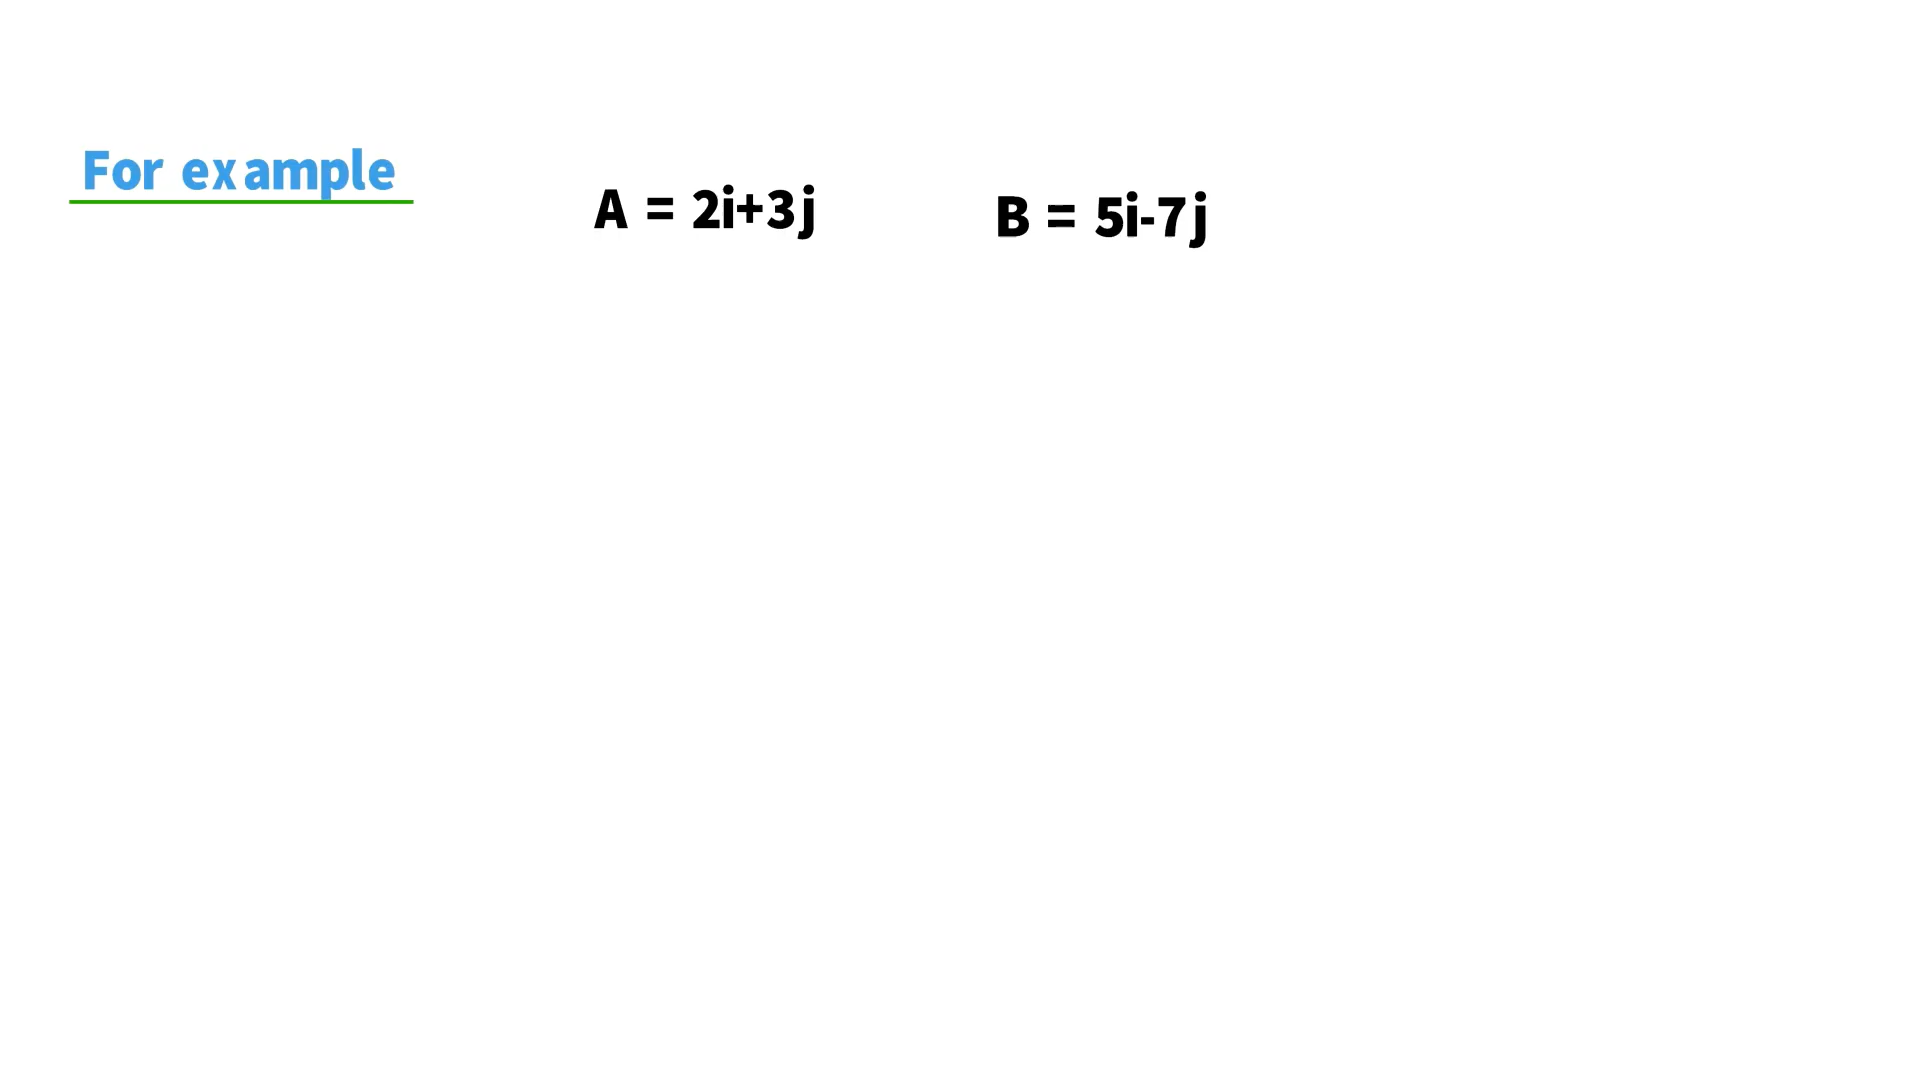 For example
A = 2i+3j
B = 5i-7j